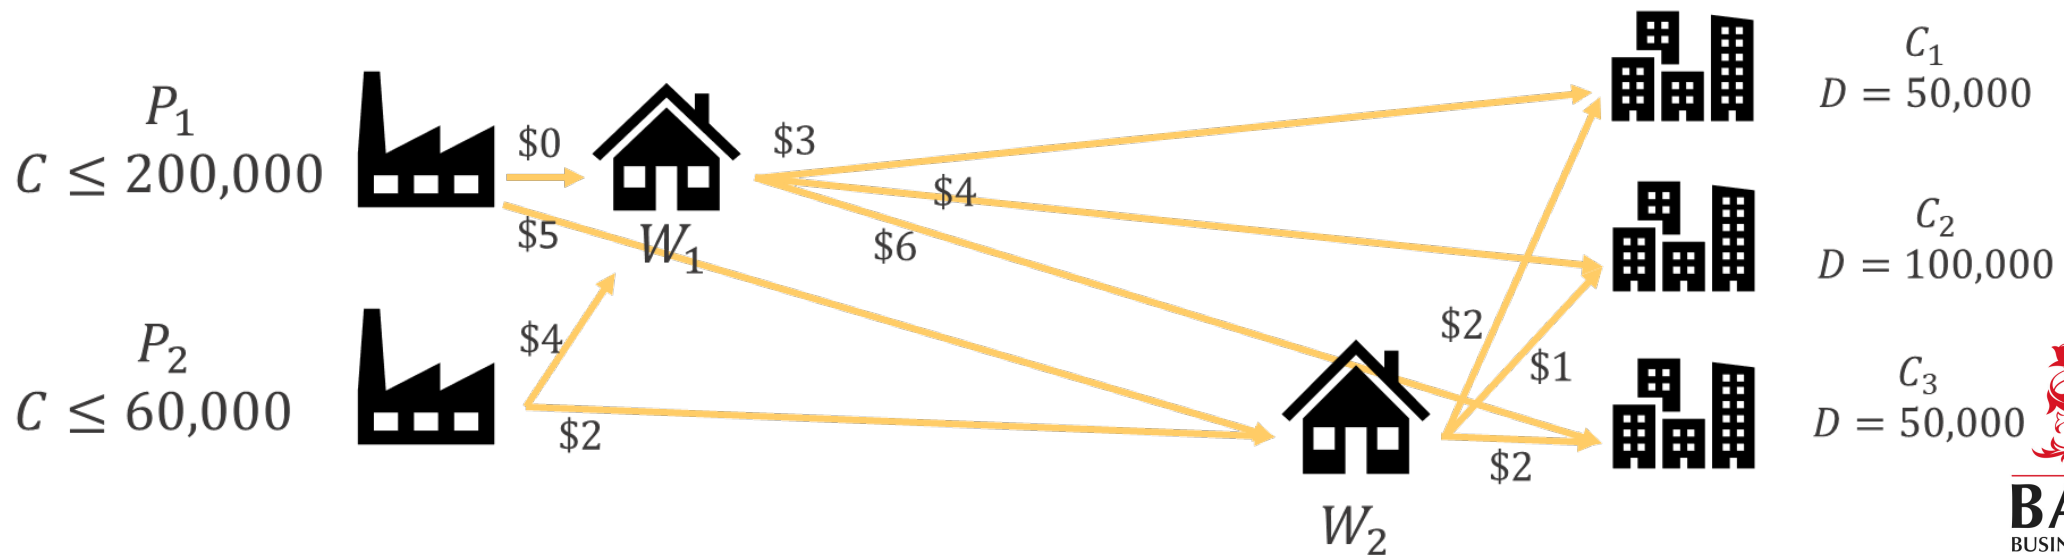 P₁
C ≤ 200,000
$0
$5
W₁
P₂
C ≤ 60,000
$4
$2
$3
$4
$6
$2
$1
$2
W₂
C₁
D = 50,000
C₂
D = 100,000
C₃
D = 50,000